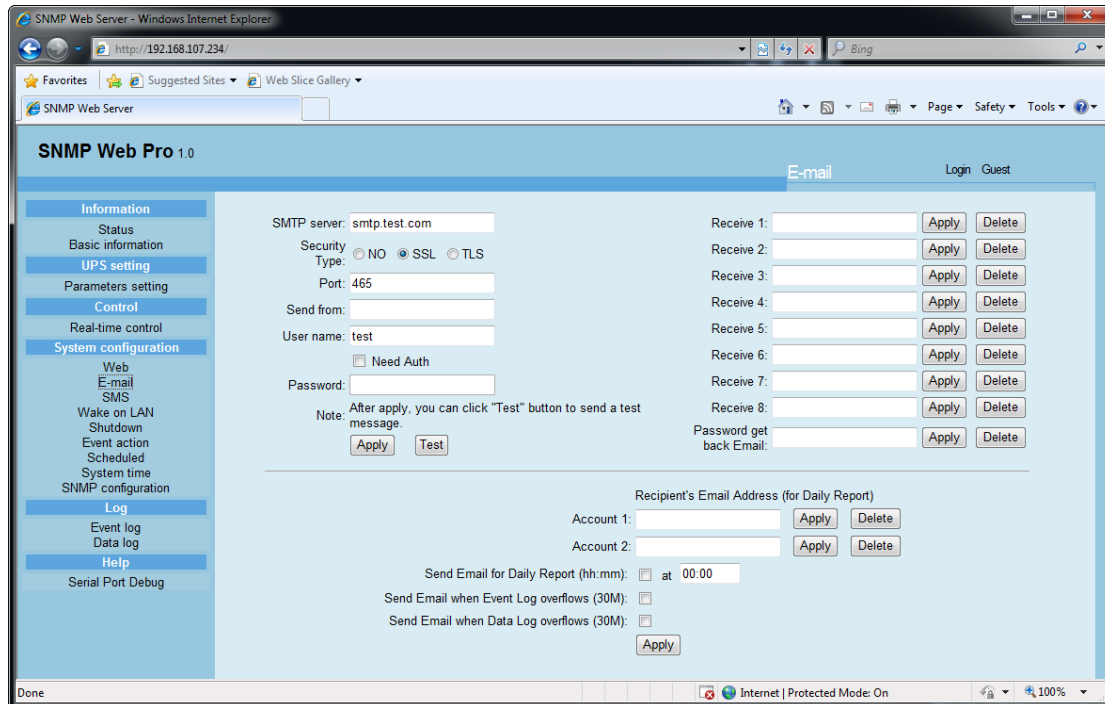 SNMP Web Server - Windows Internet Explorer
http://192.168.107.234/
Bing
Favorites
Suggested Sites
Web Slice Gallery
SNMP Web Server
Page
Safety
Tools
SNMP Web Pro 1.0
E-mail
Login Guest
Information
Status
Basic information
UPS setting
Parameters setting
Control
Real-time control
System configuration
Web
E-mail
SMS
Wake on LAN
Shutdown
Event action
Scheduled
System time
SNMP configuration
Log
Event log
Data log
Help
Serial Port Debug
SMTP server: smtp.test.com
Security
Type: NO SSL TLS
Port: 465
Send from:
User name: test
Need Auth
Password:
Note: After apply, you can click "Test" button to send a test
message.
Apply Test
Receive 1: Apply Delete
Receive 2: Apply Delete
Receive 3: Apply Delete
Receive 4: Apply Delete
Receive 5: Apply Delete
Receive 6: Apply Delete
Receive 7: Apply Delete
Receive 8: Apply Delete
Password get
back Email: Apply Delete
Recipient's Email Address (for Daily Report)
Account 1: Apply Delete
Account 2: Apply Delete
Send Email for Daily Report (hh:mm): at 00:00
Send Email when Event Log overflows (30M):
Send Email when Data Log overflows (30M):
Apply
Done
Internet | Protected Mode: On
100%